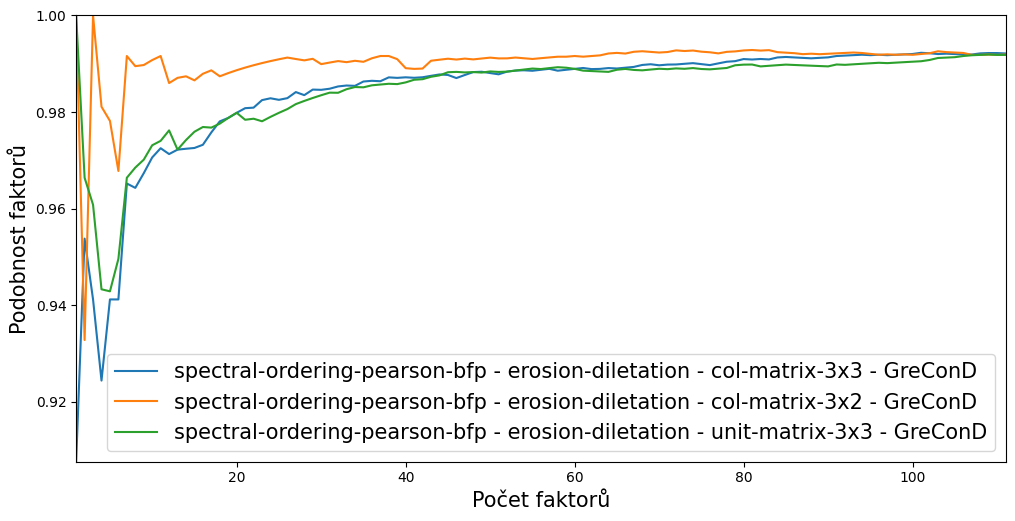 1.00
0.98
0.96
0.94
0.92
Podobnost faktorů
spectral-ordering-pearson-bfp - erosion-diletation - col-matrix-3x3 - GreConD
spectral-ordering-pearson-bfp - erosion-diletation - col-matrix-3x2 - GreConD
spectral-ordering-pearson-bfp - erosion-diletation - unit-matrix-3x3 - GreConD
20 40 60 80 100
Počet faktorů